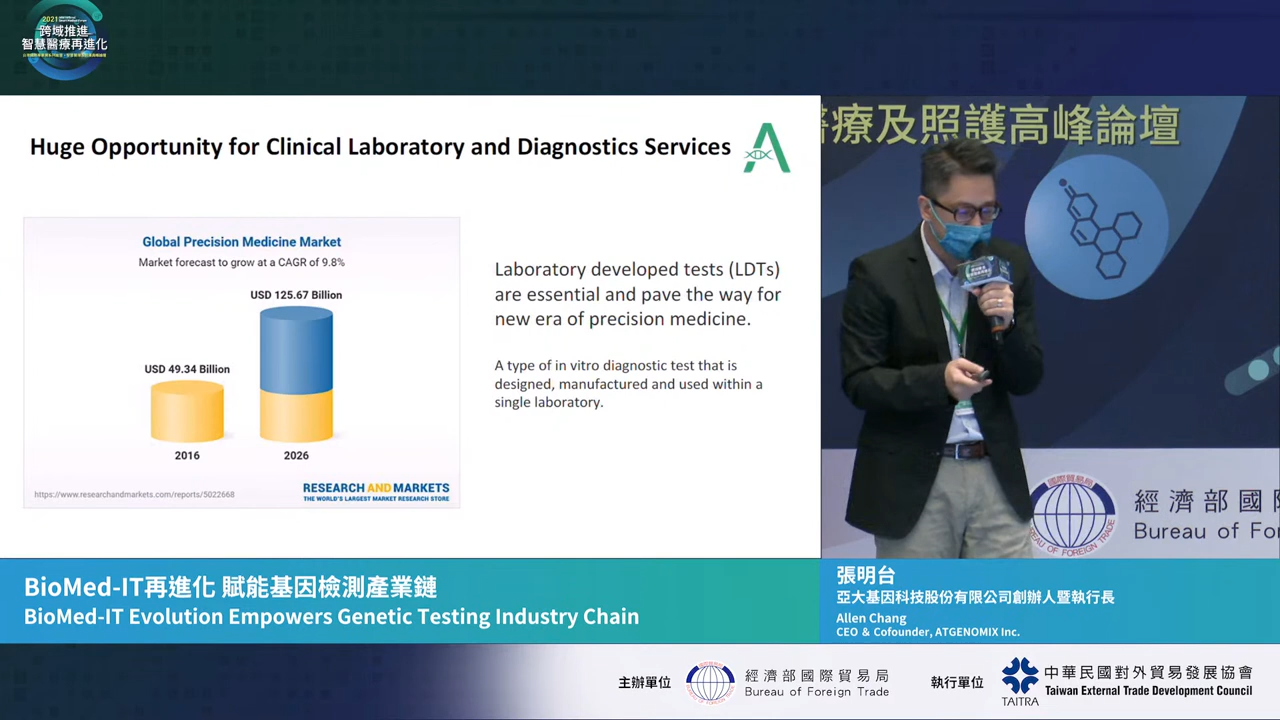 2021
跨域推進
智慧醫療再進化
Huge Opportunity for Clinical Laboratory and Diagnostics Services
Global Precision Medicine Market
Market forecast to grow at a CAGR of 9.8%
USD 125.67 Billion
USD 49.34 Billion
2016
2026
https://www.researchandmarkets.com/reports/5022668
RESEARCH AND MARKETS
THE WORLD'S LARGEST MARKET RESEARCH STORE
Laboratory developed tests (LDTs)
are essential and pave the way for
new era of precision medicine.
A type of in vitro diagnostic test that is
designed, manufactured and used within a
single laboratory.
醫療及照護高峰論壇
國際貿易局
BUREAU OF FOREIGN TRADE
經濟部國
Bureau of Fo
BioMed-IT再進化 賦能基因檢測產業鏈
BioMed-IT Evolution Empowers Genetic Testing Industry Chain
張明台
亞大基因科技股份有限公司創辦人暨執行長
Allen Chang
CEO & Cofounder, ATGENOMIX Inc.
主辦單位
經濟部國際貿易局
Bureau of Foreign Trade
執行單位
TAITRA
中華民國對外貿易發展協會
Taiwan External Trade Development Council